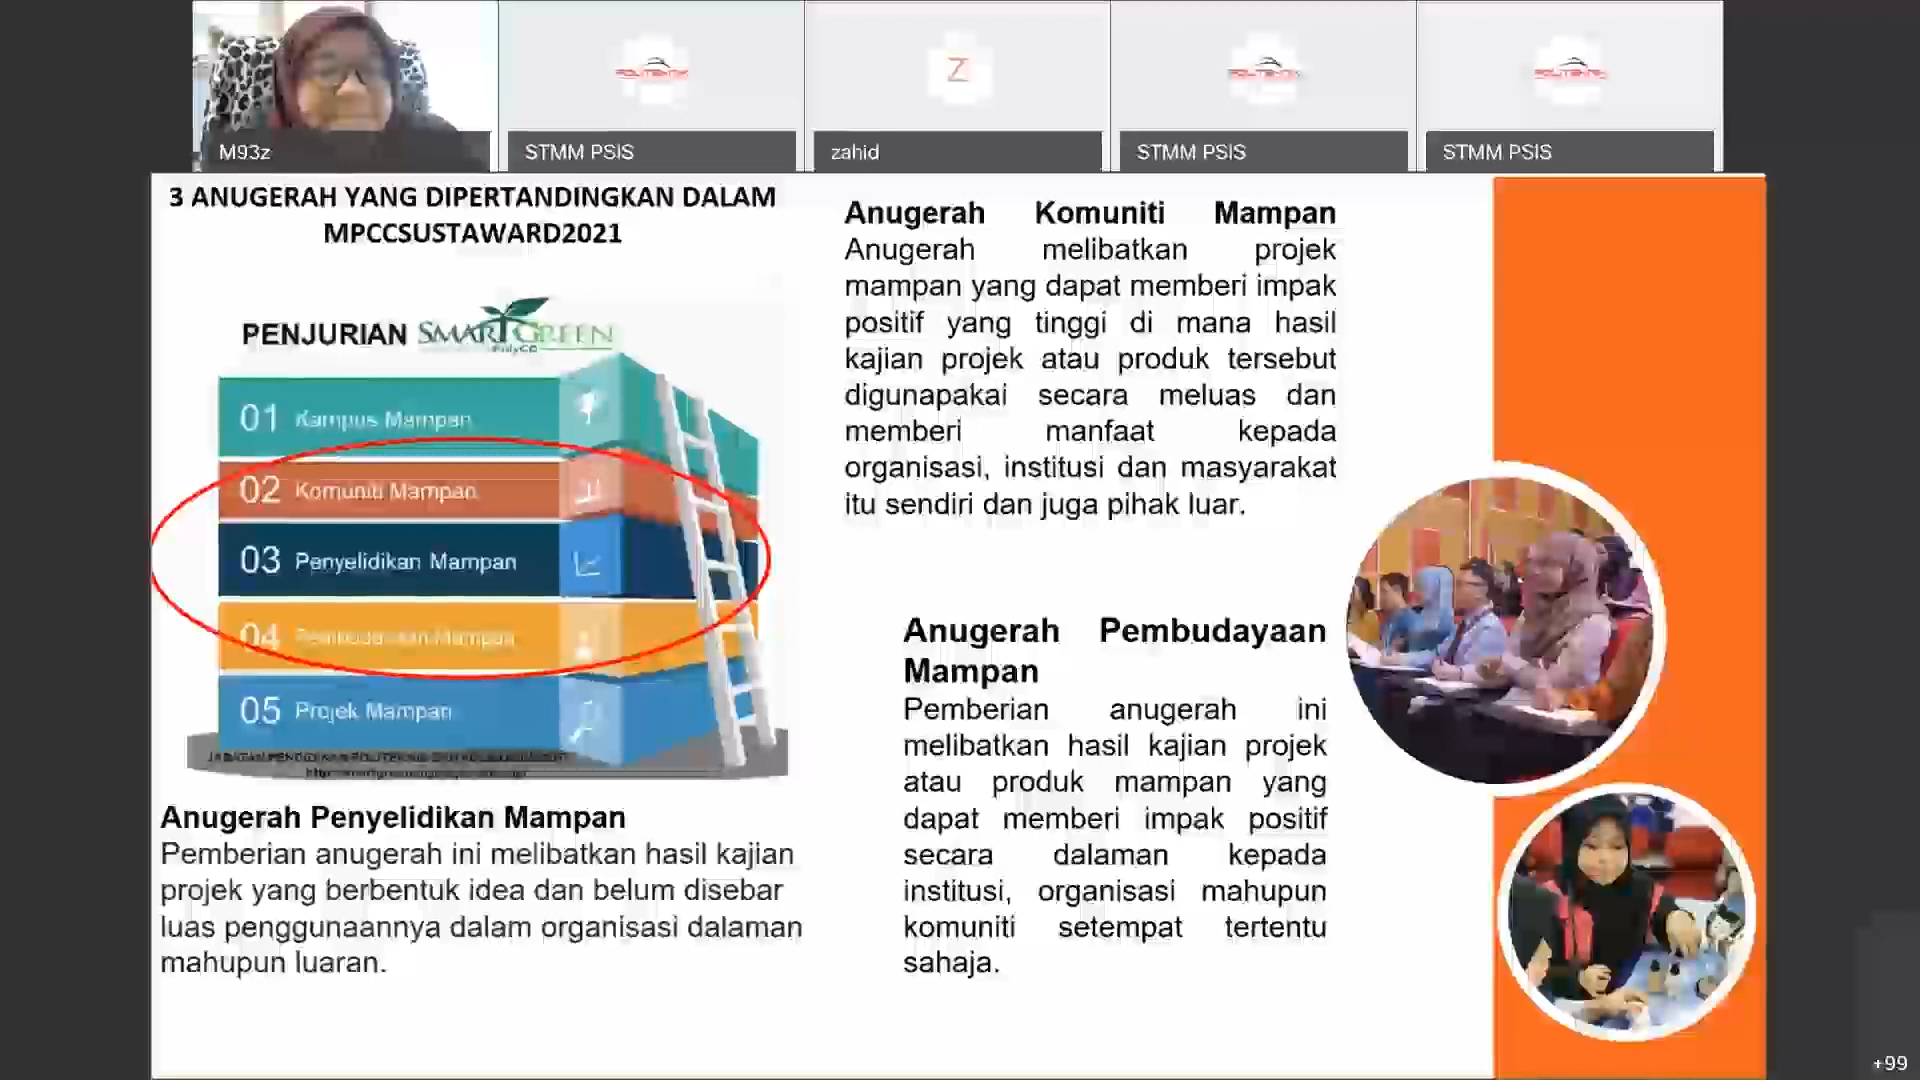 M93z
STMM PSIS
Z
zahid
STMM PSIS
STMM PSIS
3 ANUGERAH YANG DIPERTANDINGKAN DALAM
MPCCSUSTAWARD2021
PENJURIAN SMART GREEN
PolyCC
01 Kampus Mampan
02 Komuniti Mampan
03 Penyelidikan Mampan
04 Pembudayaan Mampan
05 Projek Mampan
Anugerah Penyelidikan Mampan
Pemberian anugerah ini melibatkan hasil kajian
projek yang berbentuk idea dan belum disebar
luas penggunaannya dalam organisasi dalaman
mahupun luaran.
Anugerah Komuniti Mampan
Anugerah melibatkan projek
mampan yang dapat memberi impak
positif yang tinggi di mana hasil
kajian projek atau produk tersebut
digunapakai secara meluas dan
memberi manfaat kepada
organisasi, institusi dan masyarakat
itu sendiri dan juga pihak luar.
Anugerah Pembudayaan
Mampan
Pemberian anugerah ini
melibatkan hasil kajian projek
atau produk mampan yang
dapat memberi impak positif
secara dalaman kepada
institusi, organisasi mahupun
komuniti setempat tertentu
sahaja.
+99